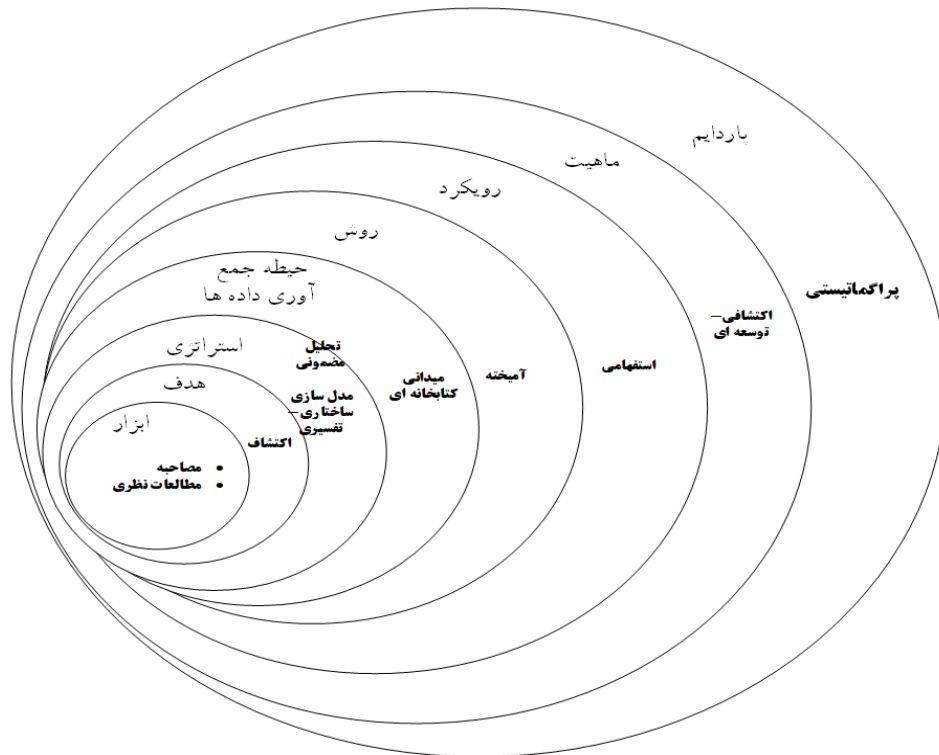 پاردایم
ماهیت
رویکرد
روش
حیطه جمع
آوری داده ها
استراتژی
هدف
ابزار
پراگماتیستی
اکتشافی–
توسعه ای
استفهامی
آمیخته
میدانی
کتابخانه ای
تحلیل
مضمونی
مدل سازی
ساختاری–
تفسیری
اکتشاف
• مصاحبه
• مطالعات نظری